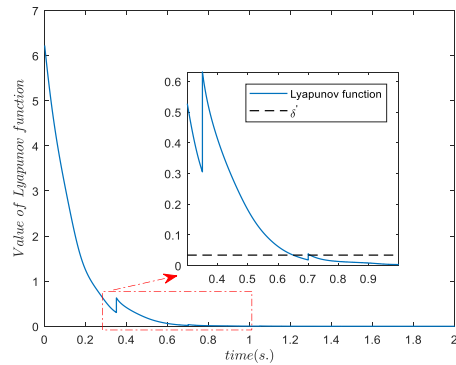 7
6
5
4
3
2
1
0
Value of Lyapunov function
0 0.2 0.4 0.6 0.8 1 1.2 1.4 1.6 1.8 2
time(s.)
0.6
0.5
0.4
0.3
0.2
0.1
0
0.4 0.5 0.6 0.7 0.8 0.9
Lyapunov function
δ'